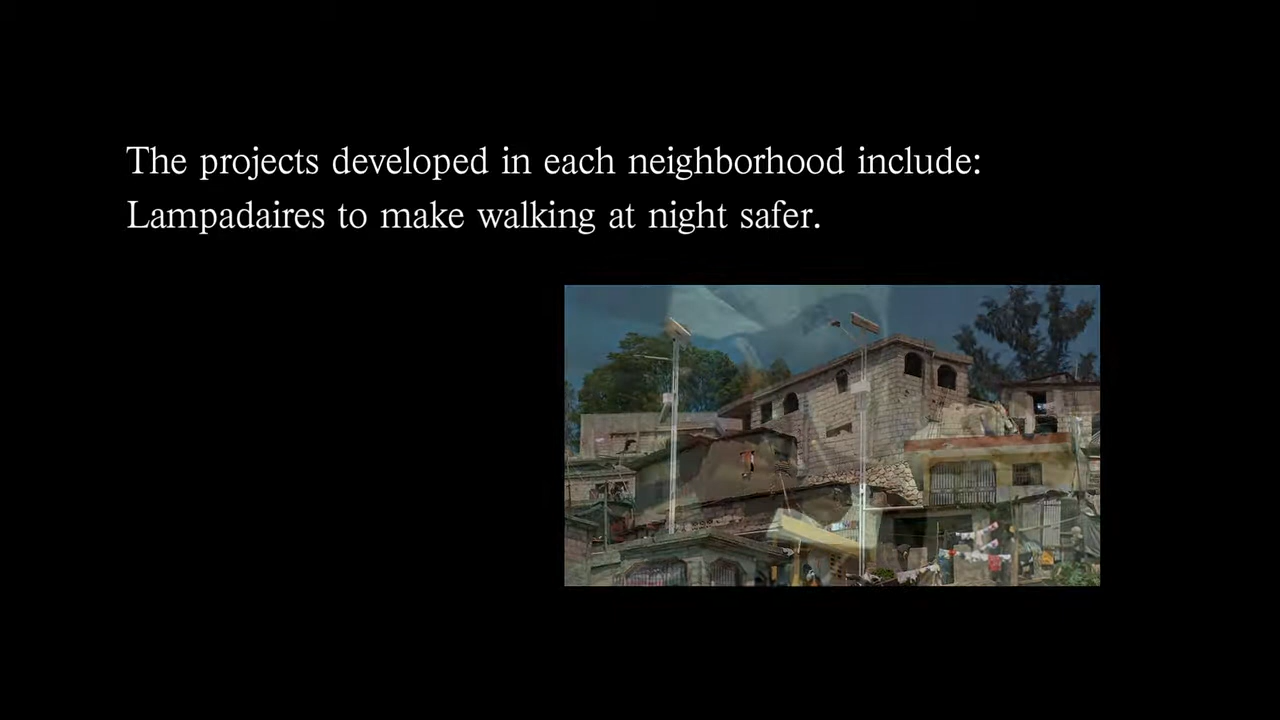 The projects developed in each neighborhood include:
Lampadaires to make walking at night safer.